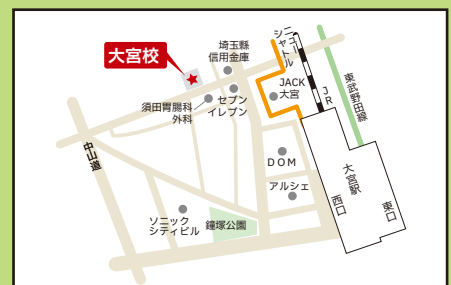 大宮校
埼玉縣
信用金庫
ニューシャトル
JACK
大宮
JR
東武野田線
須田胃腸科
外科
セブン
イレブン
中山道
DOM
アルシェ
大宮駅
西口
東口
ソニック
シティビル
鐘塚公園